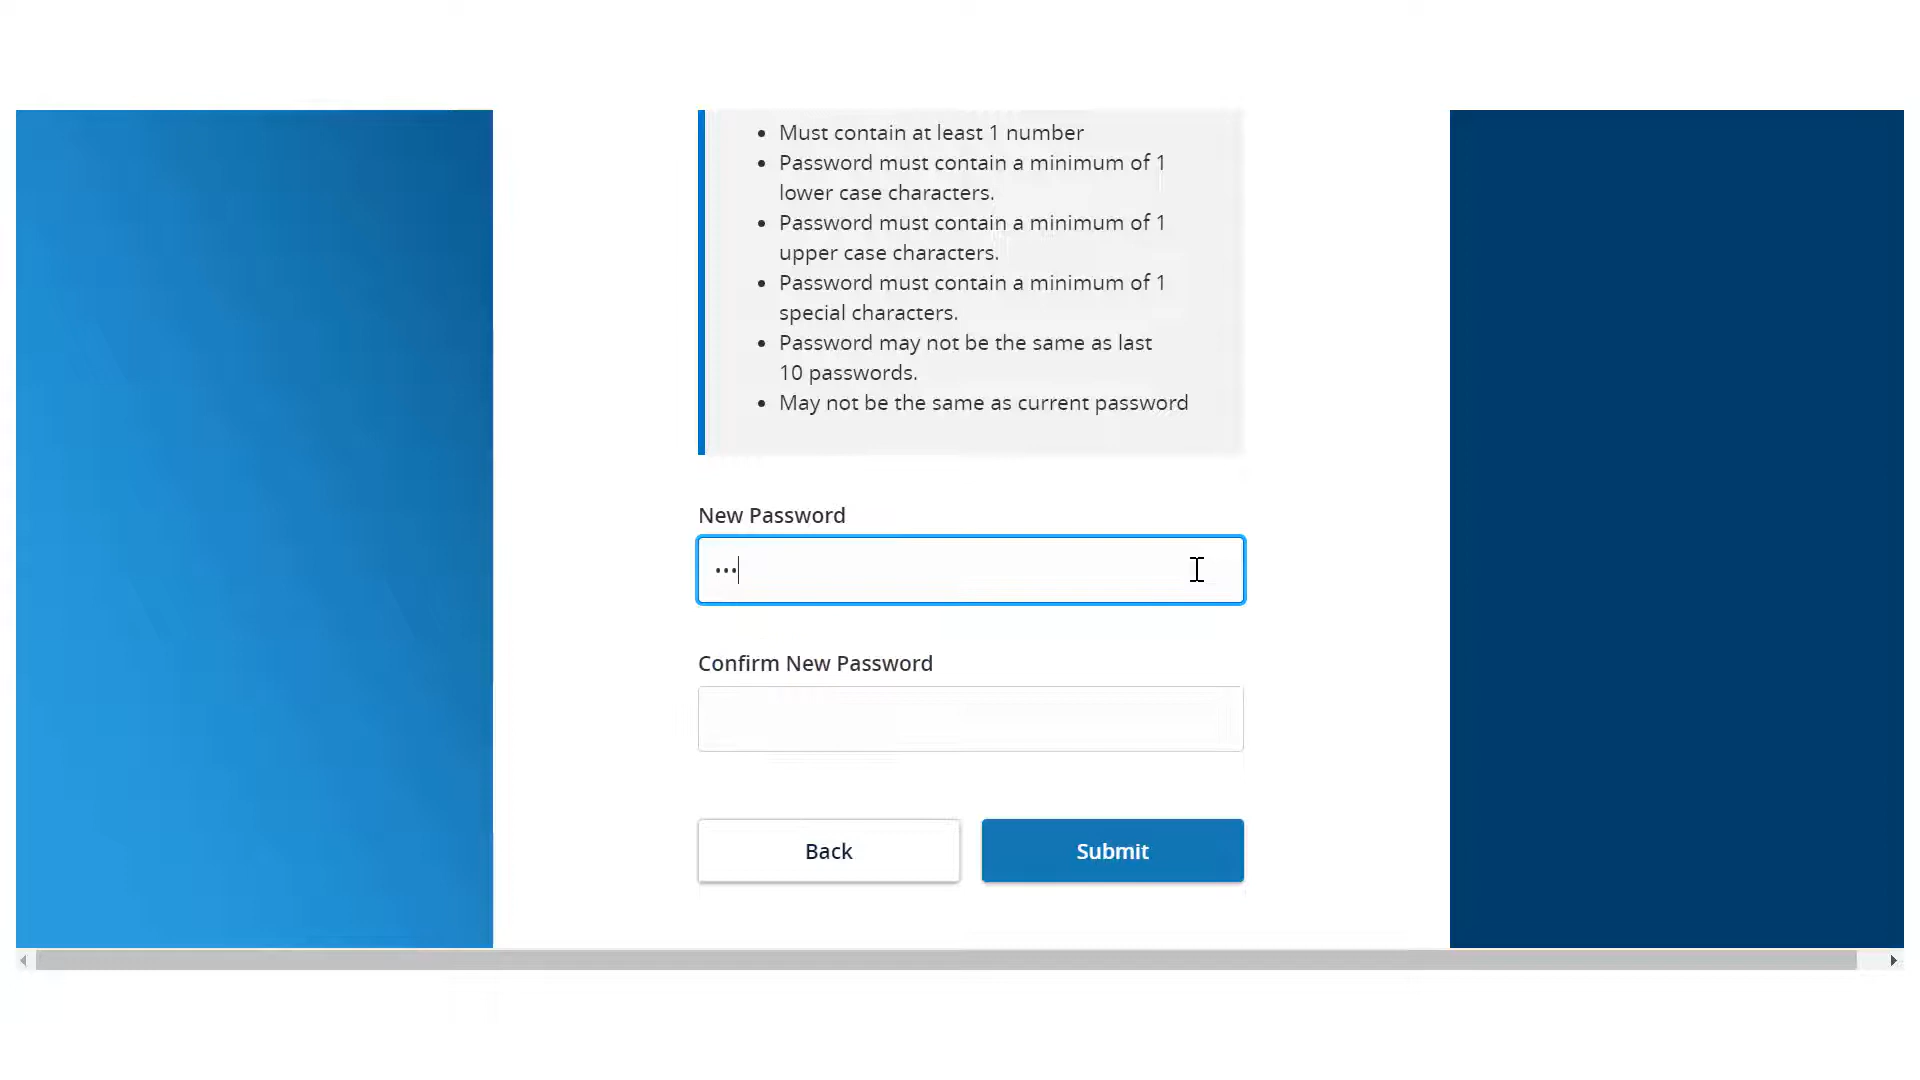 • Must contain at least 1 number
• Password must contain a minimum of 1
lower case characters.
• Password must contain a minimum of 1
upper case characters.
• Password must contain a minimum of 1
special characters.
• Password may not be the same as last
10 passwords.
• May not be the same as current password
New Password
•••
Confirm New Password
Back
Submit